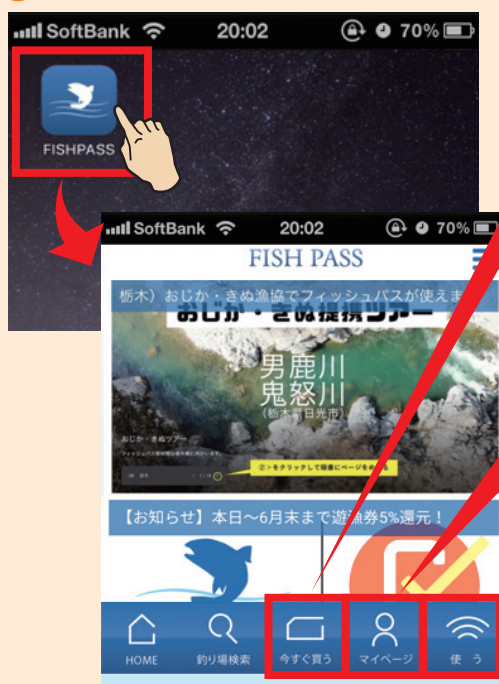 SoftBank 20:02 70%
FISHPASS
SoftBank 20:02 70%
FISH PASS
栃木）おじか・きぬ漁協でフィッシュパスが使えま
おじか・きぬ提携ツアー
男鹿川
鬼怒川
（栃木県日光市）
おじか・きぬツアー
②＞をクリックして順番にページをめ
る
【お知らせ】本日〜6月末まで遊漁券5%還元！
HOME 釣り場検索 今すぐ買う マイページ 使う